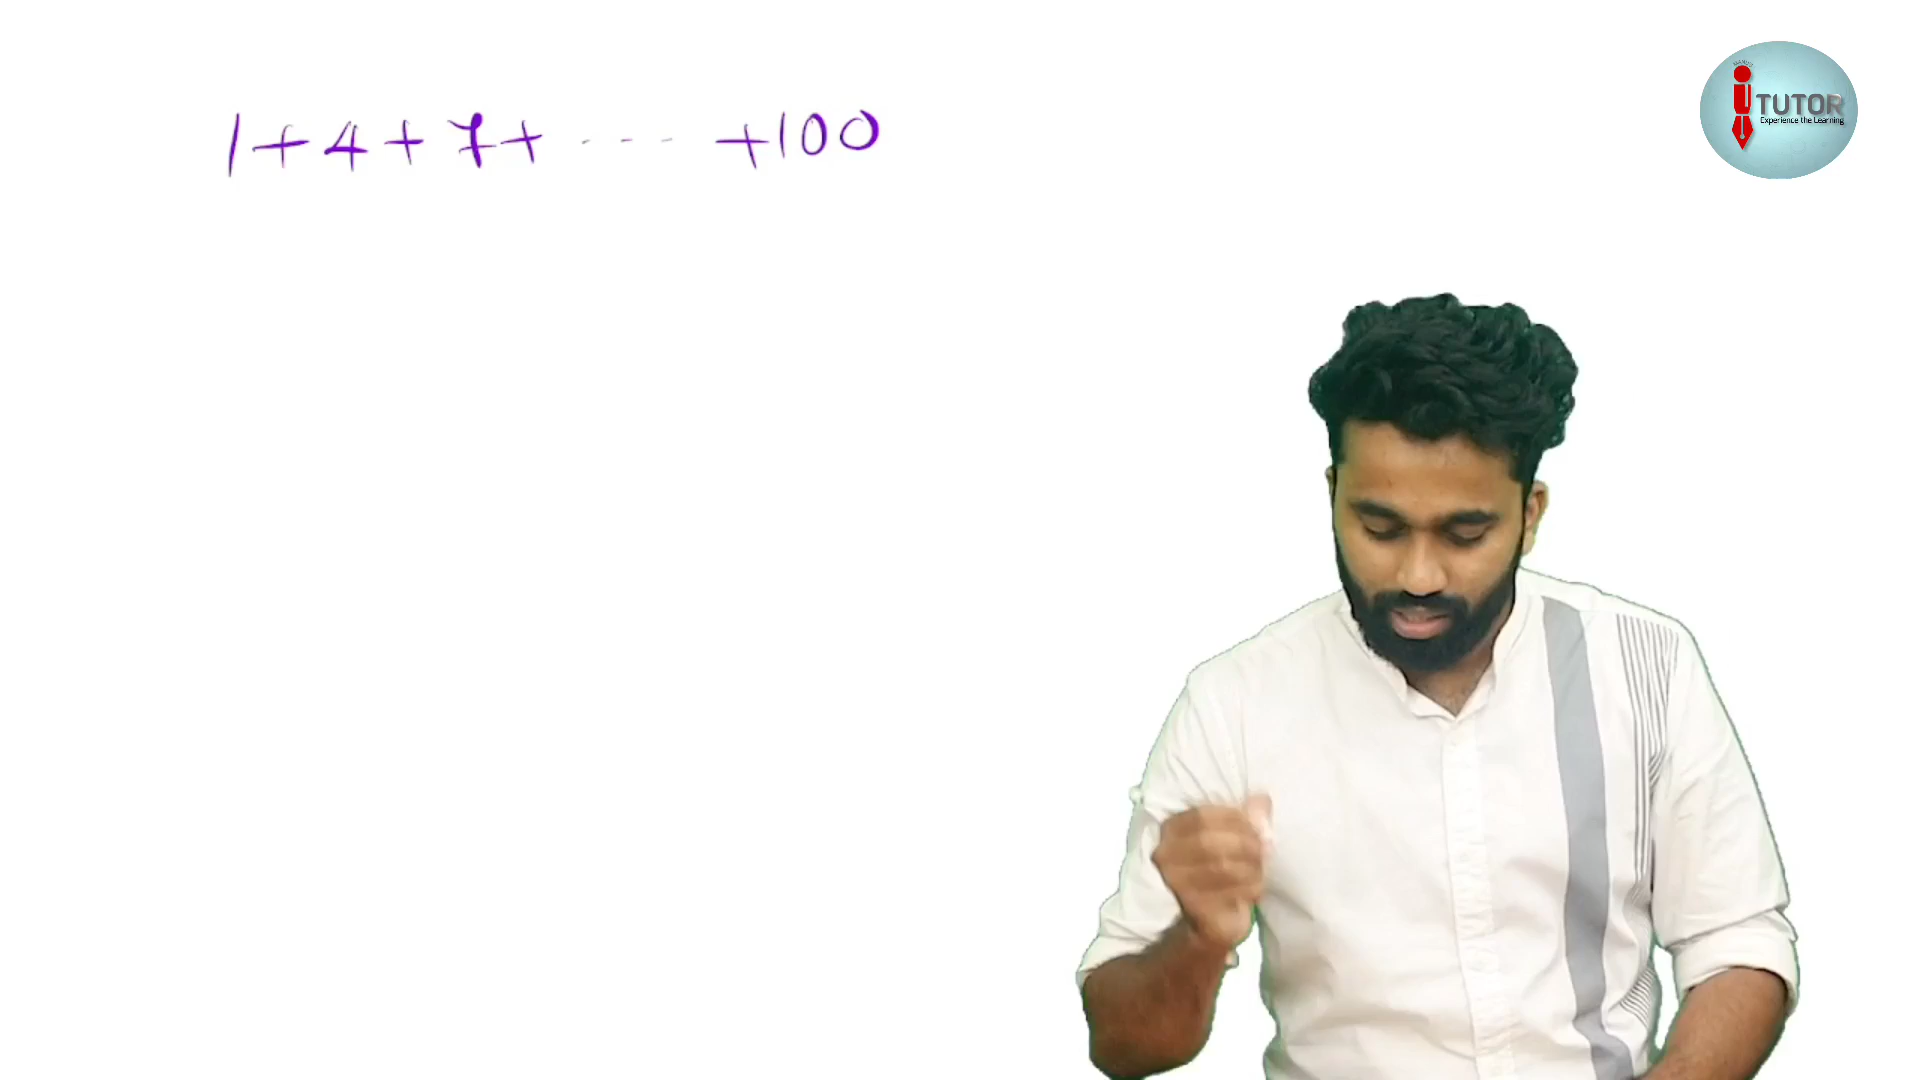 1+4+7+ ---- +100
TUTOR
Experience the Learning